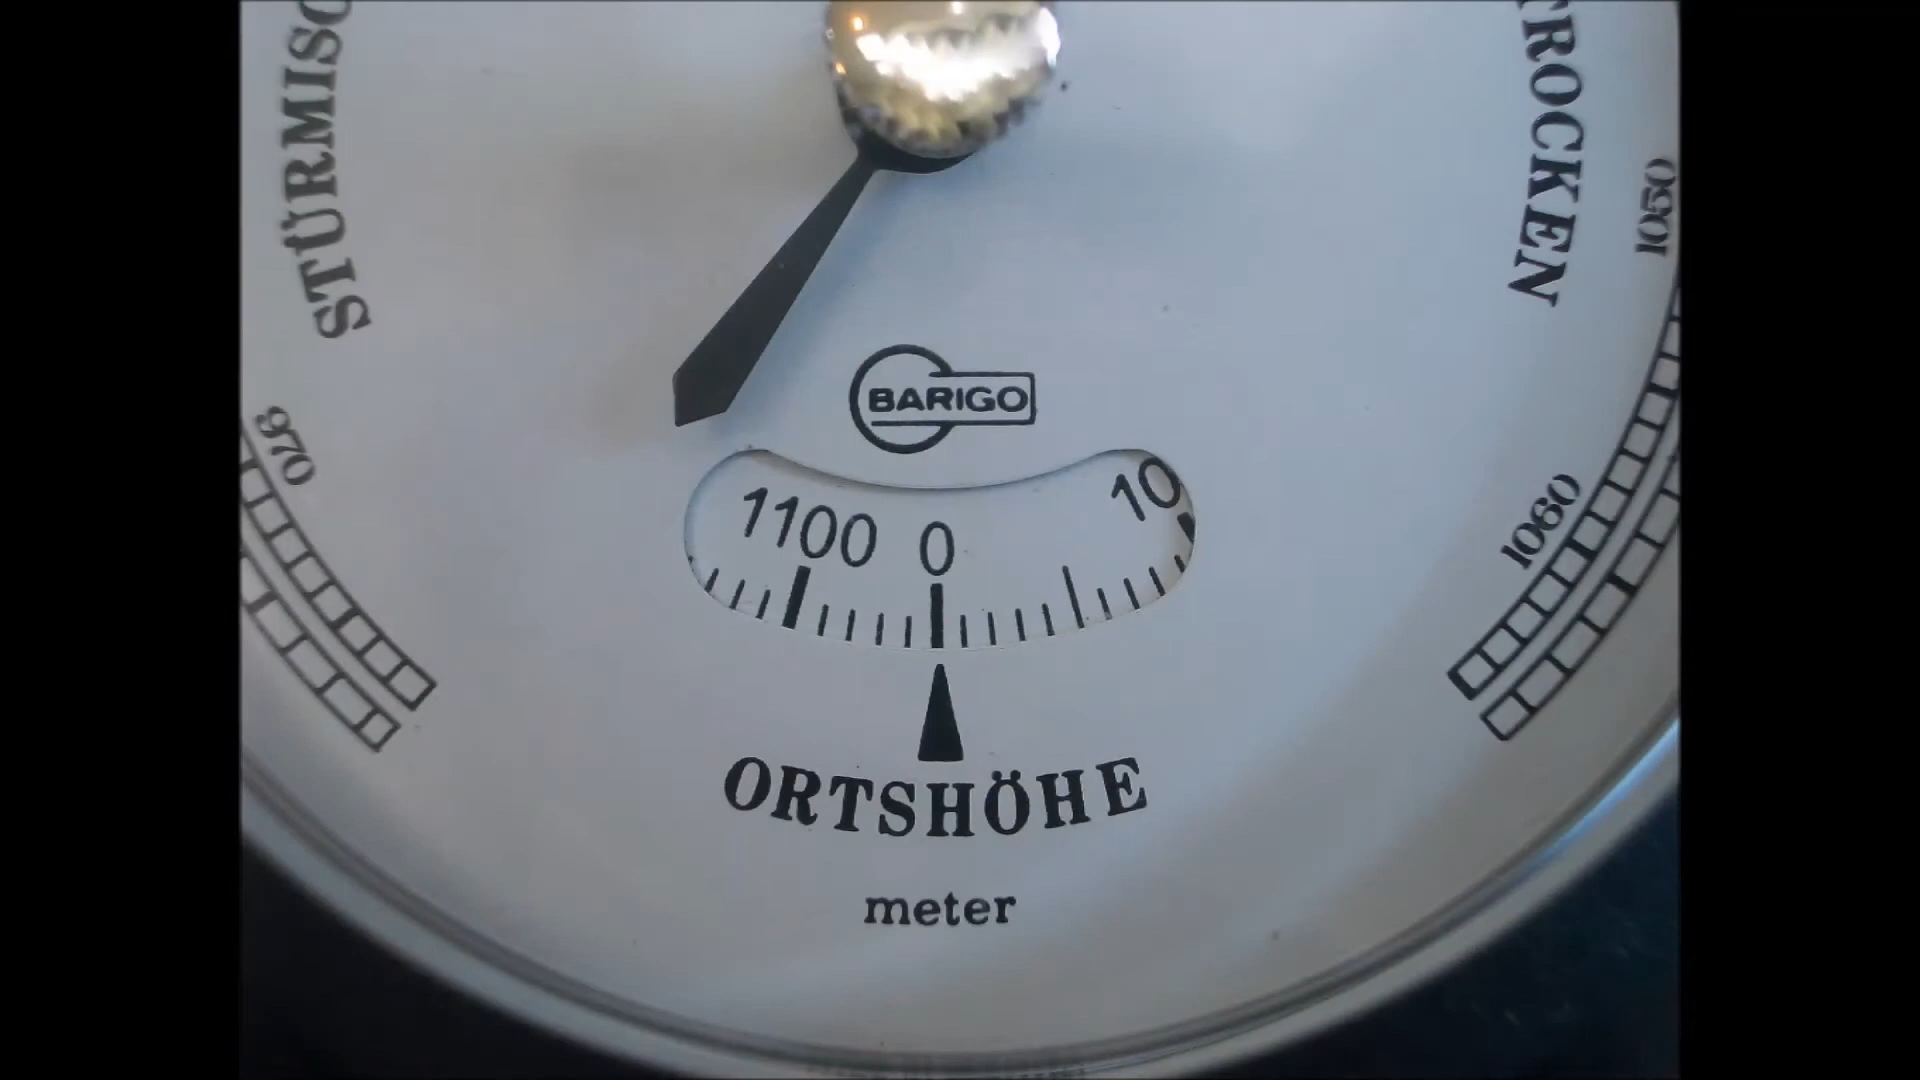 STÜRMISC
TROCKEN
1050
970
1060
BARIGO
1100 0 10
ORTSHÖHE
meter